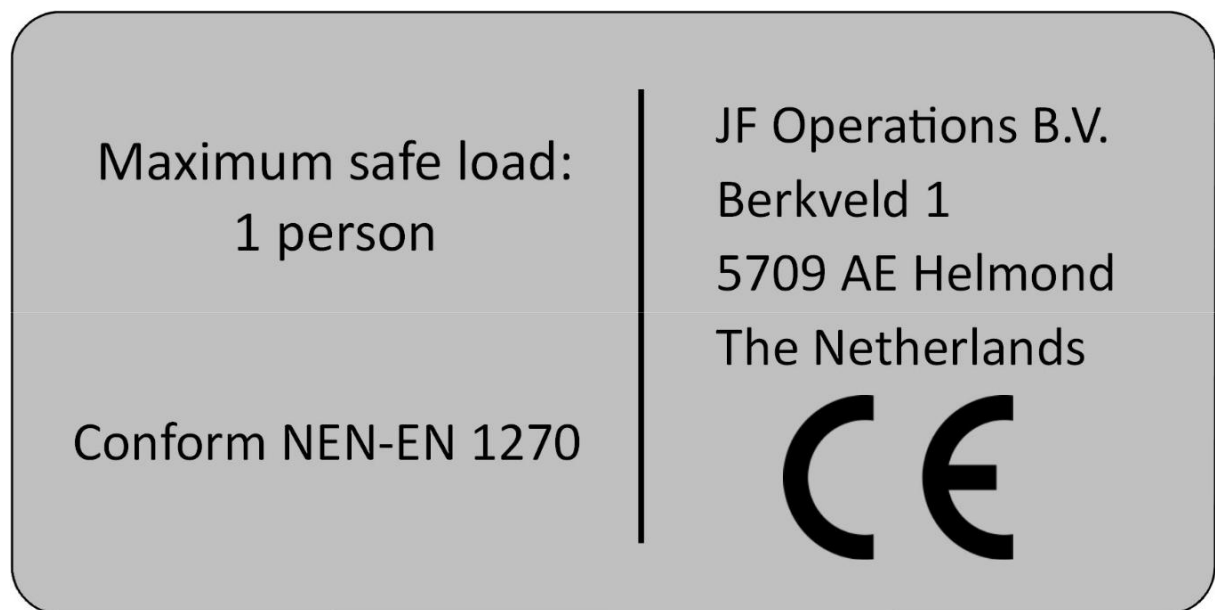 Maximum safe load:
1 person
Conform NEN-EN 1270
JF Operations B.V.
Berkveld 1
5709 AE Helmond
The Netherlands
CE